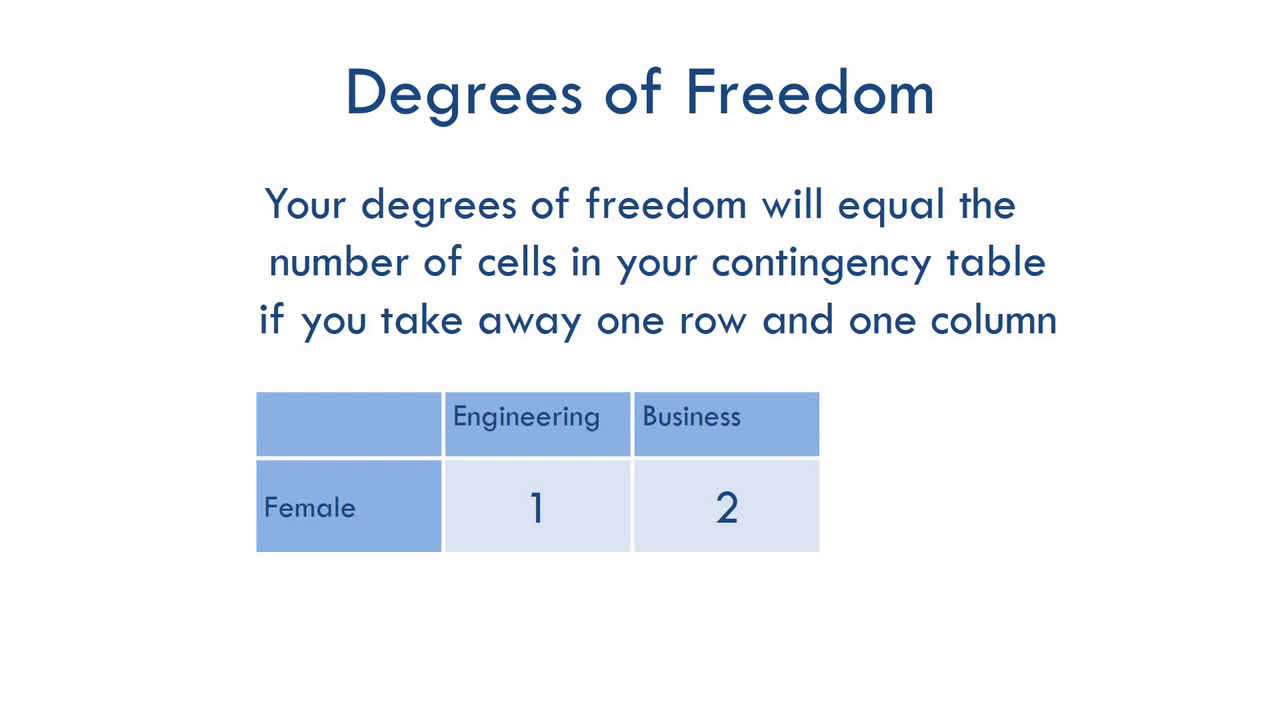 Degrees of Freedom
Your degrees of freedom will equal the
number of cells in your contingency table
if you take away one row and one column
Engineering Business
Female 1 2